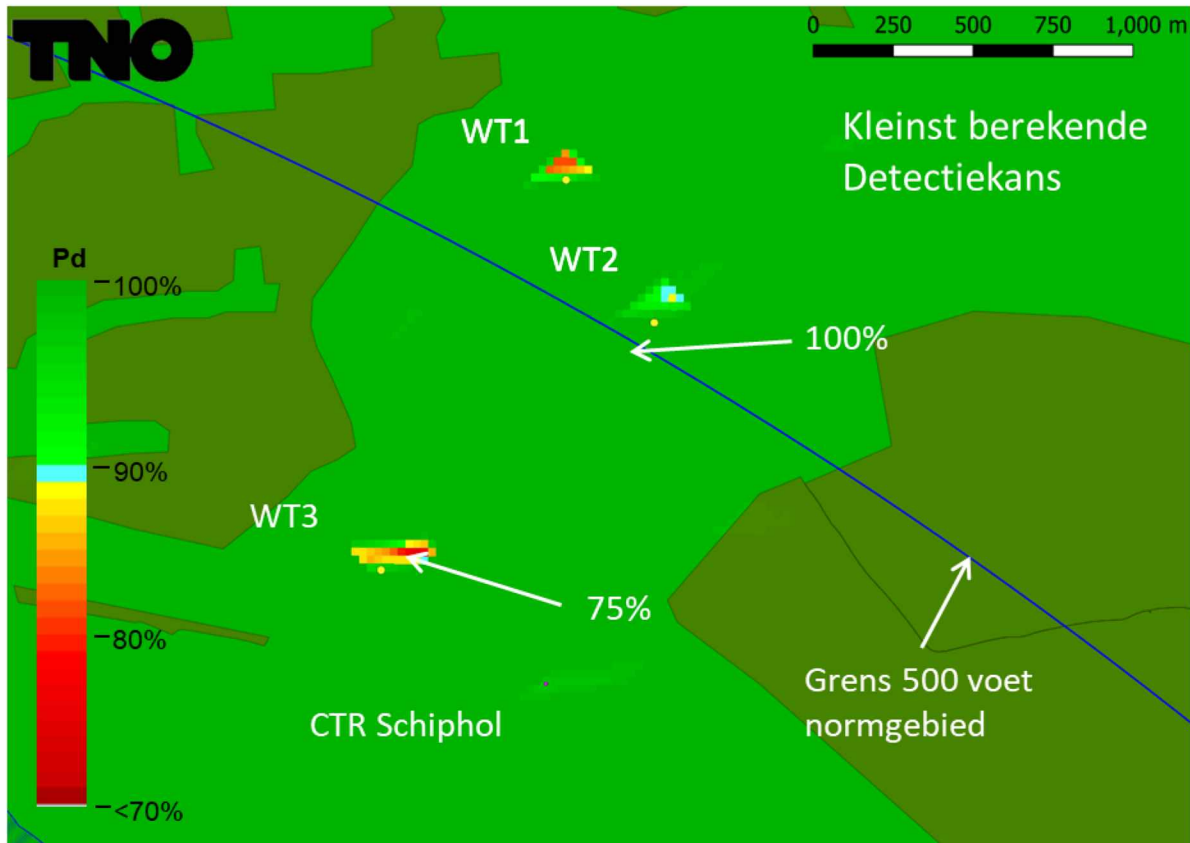 TNO
0 250 500 750 1,000 m
WT1
Kleinst berekende
Detectiekans
WT2
Pd
100%
100%
90%
WT3
75%
80%
Grens 500 voet
normgebied
CTR Schiphol
<70%